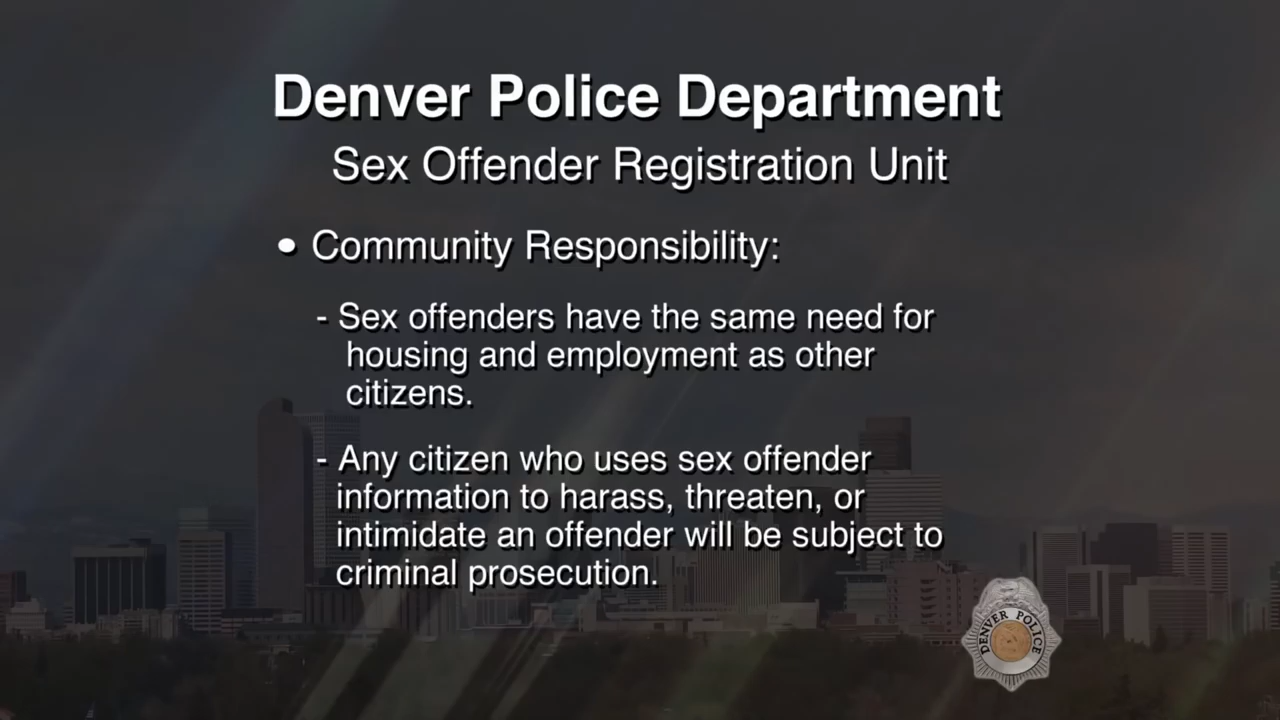 Denver Police Department
Sex Offender Registration Unit
• Community Responsibility:
- Sex offenders have the same need for
housing and employment as other
citizens.
- Any citizen who uses sex offender
information to harass, threaten, or
intimidate an offender will be subject to
criminal prosecution.
DENVER POLICE